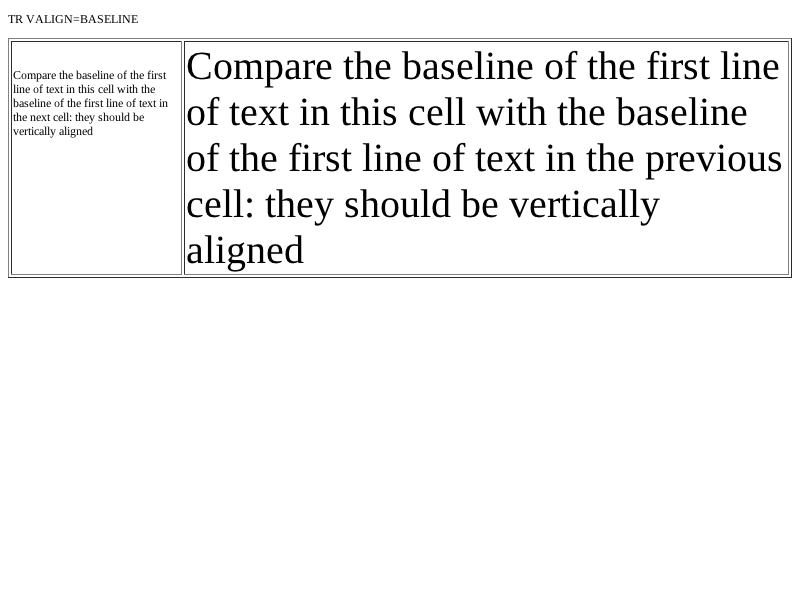 TR VALIGN=BASELINE
Compare the baseline of the first
line of text in this cell with the
baseline of the first line of text in
the next cell: they should be
vertically aligned
Compare the baseline of the first line
of text in this cell with the baseline
of the first line of text in the previous
cell: they should be vertically
aligned